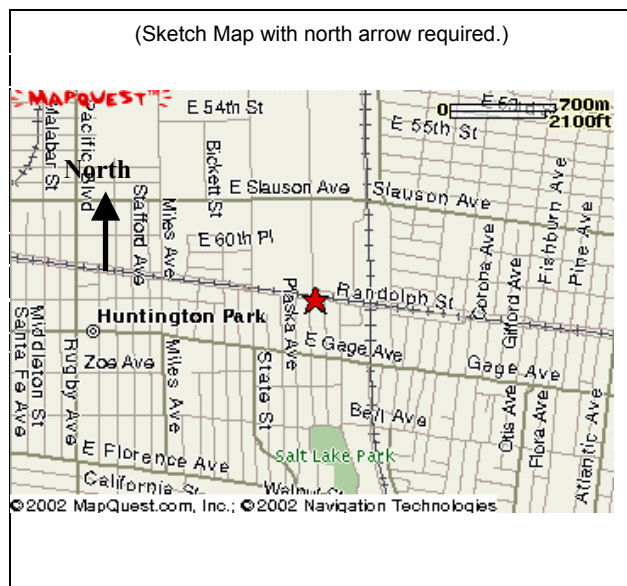 (Sketch Map with north arrow required.)
MAPQUEST™
E 54th St
0 700m
2100ft
E 55th St
Malabar St
Pacific Blvd
Bickett St
North
E Slauson Ave
Slauson Ave
Stafford Ave
Miles Ave
E 60th Pl
Fishburn Ave
Pine Ave
Corona Ave
Gifford Ave
Plaska Ave
Randolph St
Huntington Park
E Gage Ave
Gage Ave
Santa Fe Ave
Middleton St
Rugby Ave
Zoe Ave
Miles Ave
State St
Bell Ave
Otis Ave
Flora Ave
Atlantic Ave
E Florence Ave
Salt Lake Park
California St
Walnut St
©2002 MapQuest.com, Inc.; ©2002 Navigation Technologies